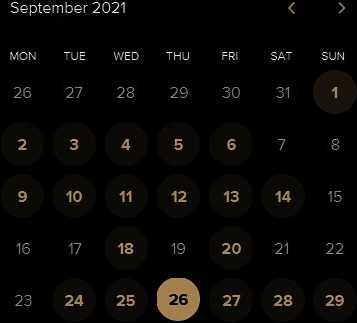 September 2021
MON TUE WED THU FRI SAT SUN
26 27 28 29 30 31 1
2 3 4 5 6 7 8
9 10 11 12 13 14 15
16 17 18 19 20 21 22
23 24 25 26 27 28 29